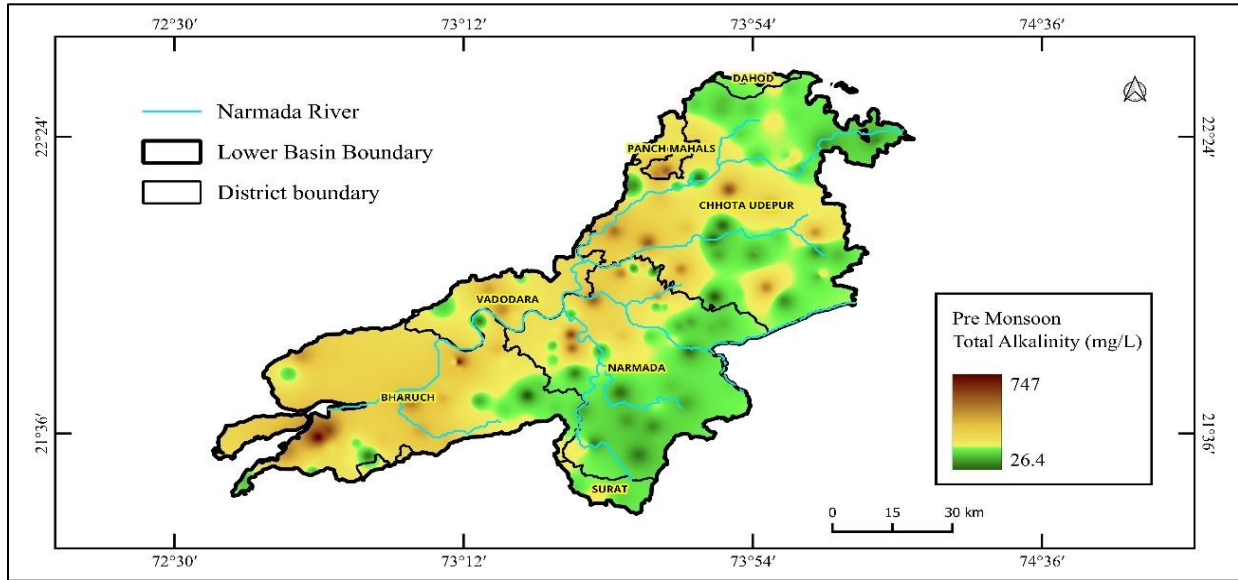 72°30′ 73°12′ 73°54′ 74°36′
Narmada River
Lower Basin Boundary
District boundary
22°24′
22°24′
DAHOD
PANCH MAHALS
CHHOTA UDEPUR
VADODARA
NARMADA
BHARUCH
SURAT
21°36′
21°36′
Pre Monsoon
Total Alkalinity (mg/L)
747
26.4
0 15 30 km
72°30′ 73°12′ 73°54′ 74°36′